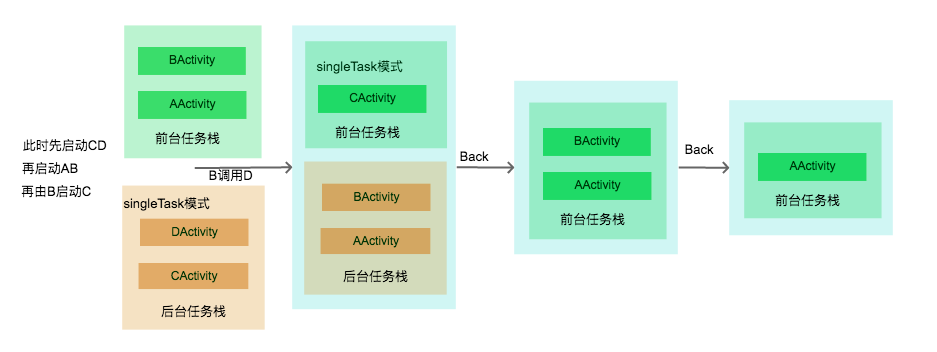 此时先启动CD
再启动AB
再由B启动C
BActivity
AActivity
前台任务栈
singleTask模式
DActivity
CActivity
后台任务栈
B调用D
singleTask模式
CActivity
前台任务栈
BActivity
AActivity
后台任务栈
Back
BActivity
AActivity
前台任务栈
Back
AActivity
前台任务栈